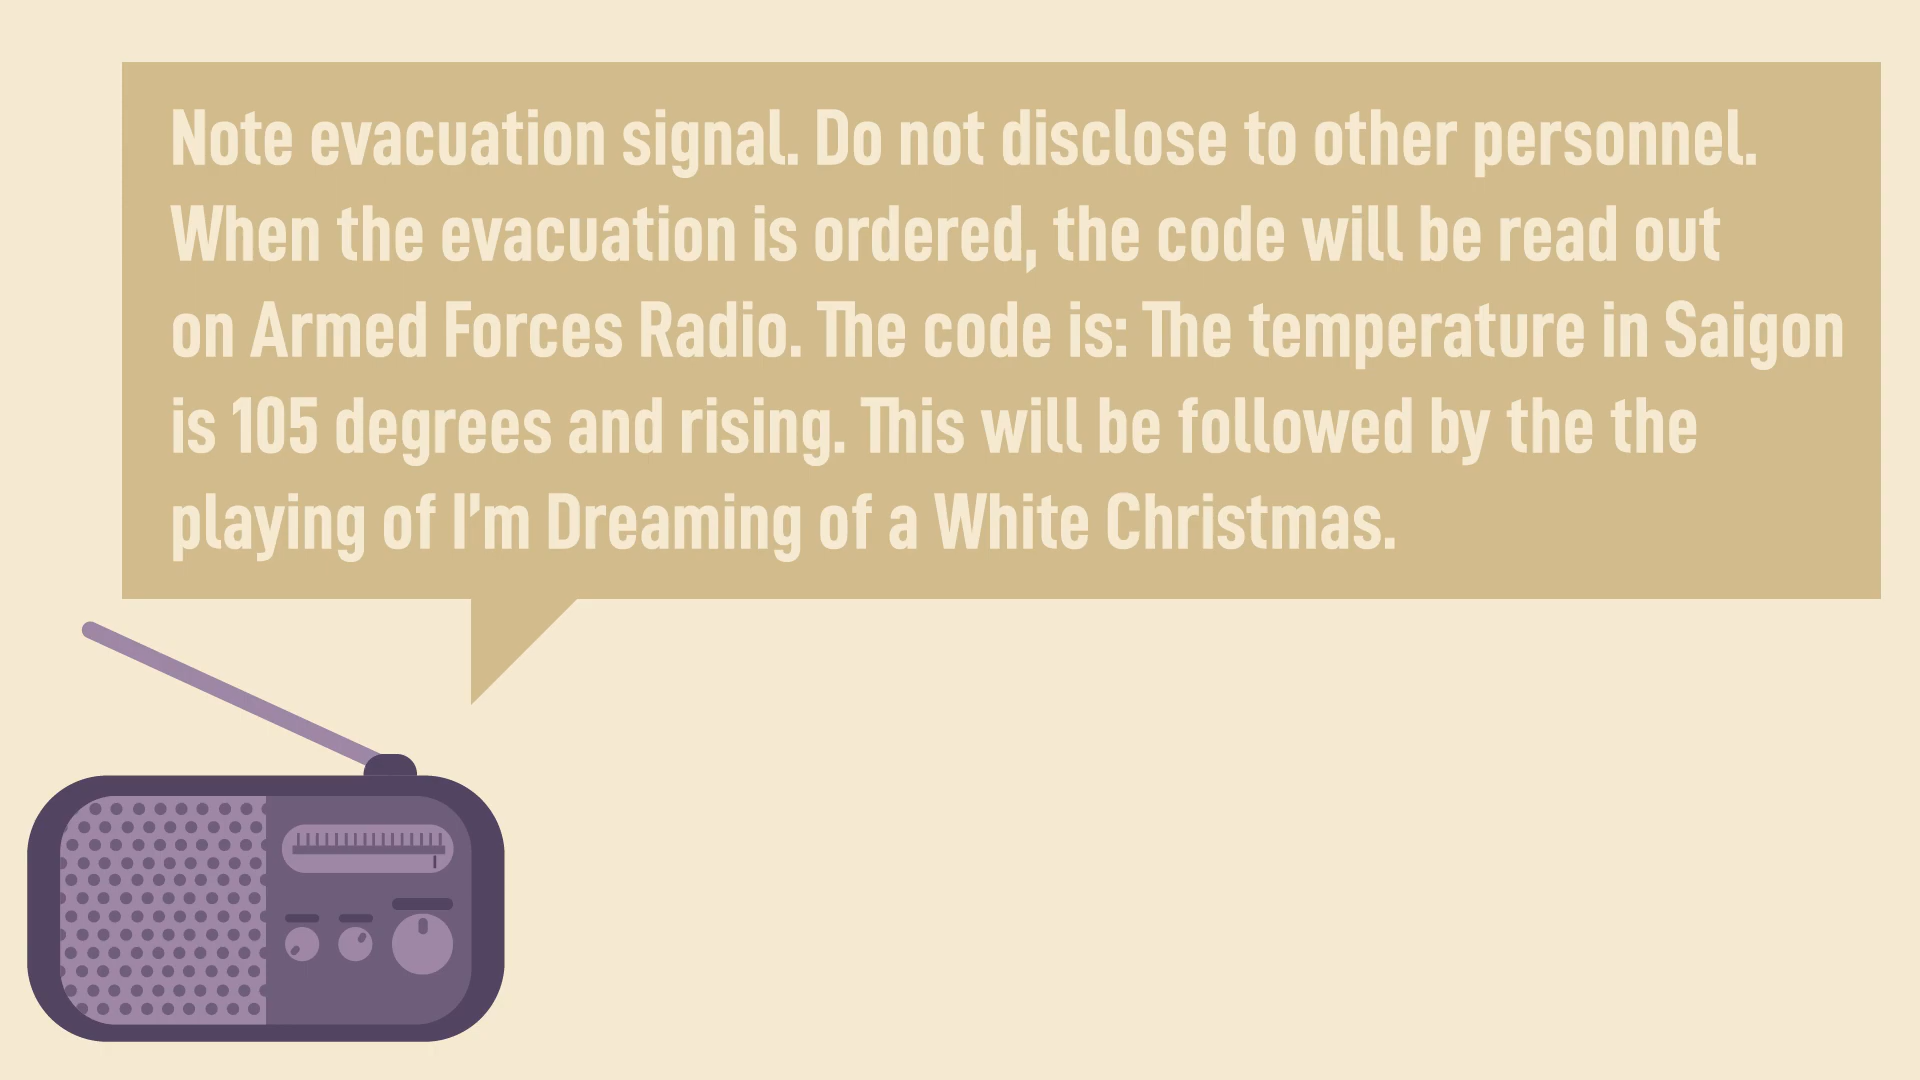 Note evacuation signal. Do not disclose to other personnel.
When the evacuation is ordered, the code will be read out
on Armed Forces Radio. The code is: The temperature in Saigon
is 105 degrees and rising. This will be followed by the the
playing of I'm Dreaming of a White Christmas.